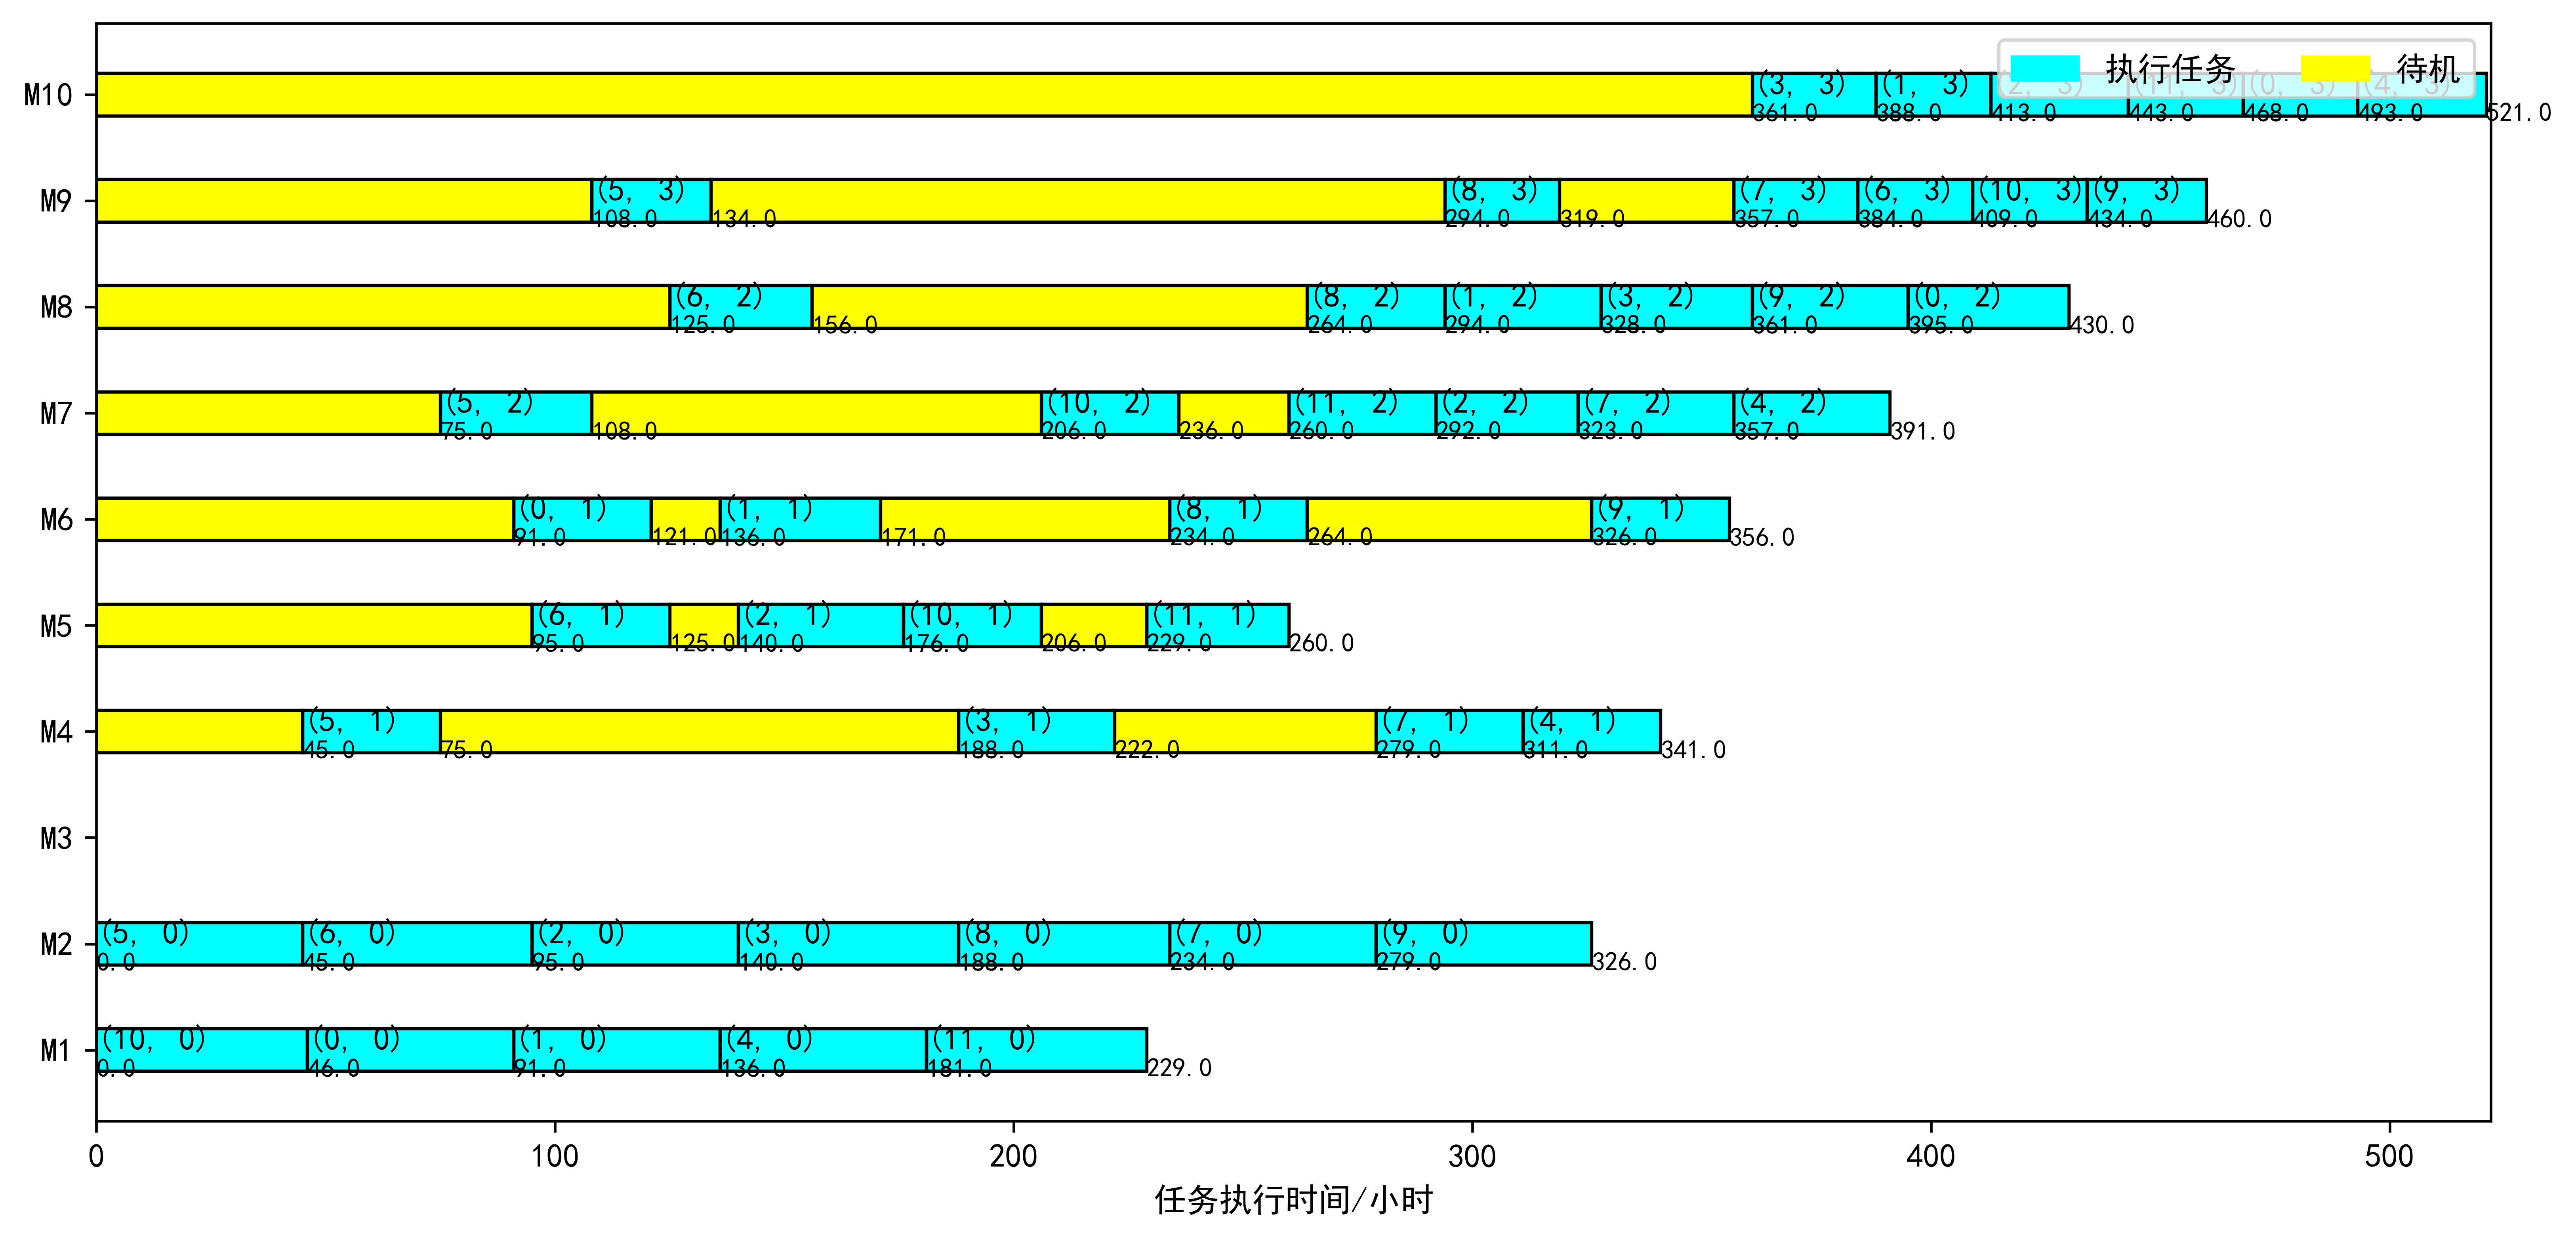 执行任务 待机
M10 (3, 3) (1, 3) (2, 3) (11, 3) (0, 3) (4, 3)
361.0 388.0 413.0 443.0 468.0 493.0 521.0
M9 (5, 3) (8, 3) (7, 3) (6, 3) (10, 3) (9, 3)
108.0 134.0 294.0 319.0 357.0 384.0 409.0 434.0 460.0
M8 (6, 2) (8, 2) (1, 2) (3, 2) (9, 2) (0, 2)
125.0 156.0 264.0 294.0 328.0 361.0 395.0 430.0
M7 (5, 2) (10, 2) (11, 2) (2, 2) (7, 2) (4, 2)
75.0 108.0 206.0 236.0 260.0 292.0 323.0 357.0 391.0
M6 (0, 1) (1, 1) (8, 1) (9, 1)
91.0 121.0 136.0 171.0 234.0 264.0 326.0 356.0
M5 (6, 1) (2, 1) (10, 1) (11, 1)
95.0 125.0 140.0 176.0 206.0 229.0 260.0
M4 (5, 1) (3, 1) (7, 1) (4, 1)
45.0 75.0 188.0 222.0 279.0 311.0 341.0
M3
M2 (5, 0) (6, 0) (2, 0) (3, 0) (8, 0) (7, 0) (9, 0)
0.0 45.0 95.0 140.0 188.0 234.0 279.0 326.0
M1 (10, 0) (0, 0) (1, 0) (4, 0) (11, 0)
0.0 46.0 91.0 136.0 181.0 229.0
0 100 200 300 400 500
任务执行时间/小时